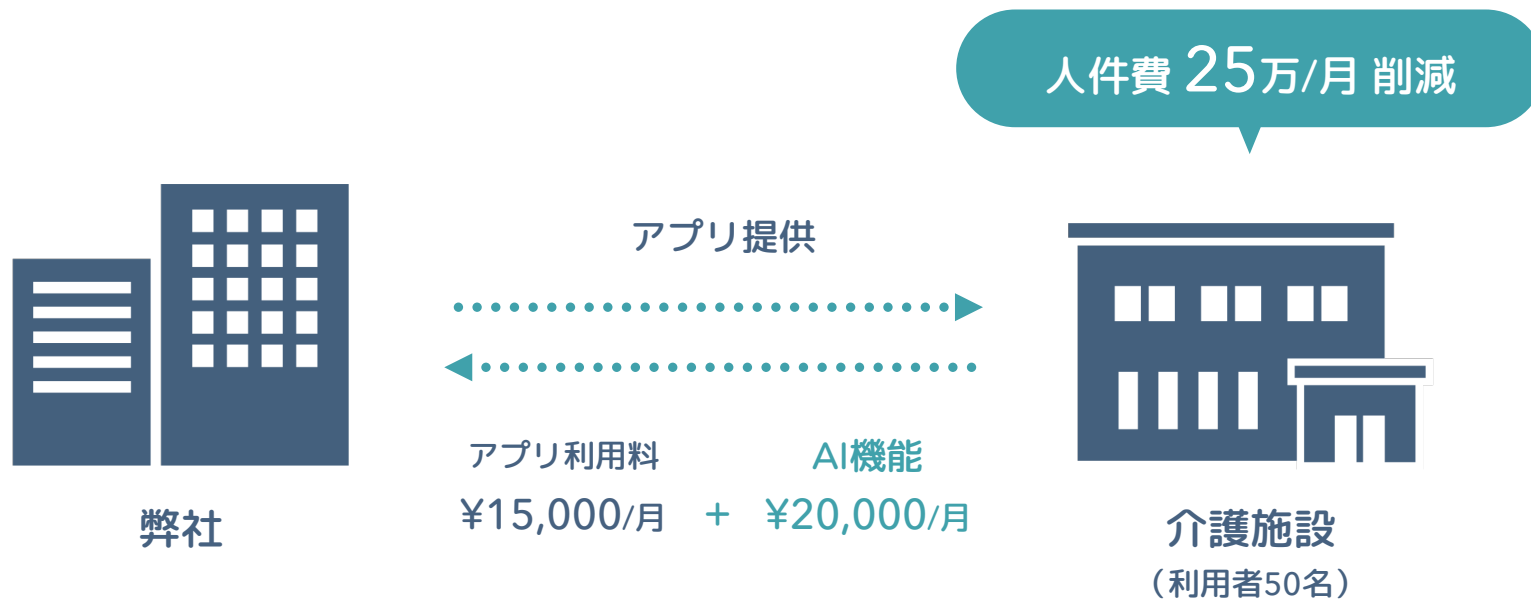 人件費 25万/月 削減
アプリ提供
アプリ利用料 AI機能
¥15,000/月 + ¥20,000/月
弊社
介護施設
（利用者50名）